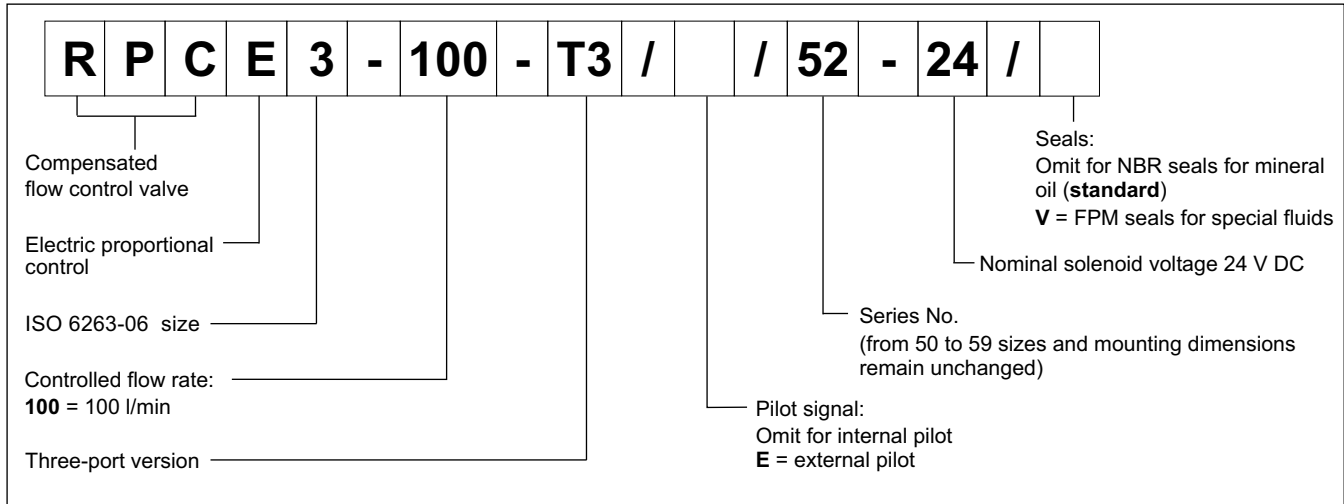 R P C E 3 - 100 - T3 / / 52 - 24 /
Compensated
flow control valve
Electric proportional
control
ISO 6263-06 size
Controlled flow rate:
100 = 100 l/min
Three-port version
Seals:
Omit for NBR seals for mineral
oil (standard)
V = FPM seals for special fluids
Nominal solenoid voltage 24 V DC
Series No.
(from 50 to 59 sizes and mounting dimensions
remain unchanged)
Pilot signal:
Omit for internal pilot
E = external pilot